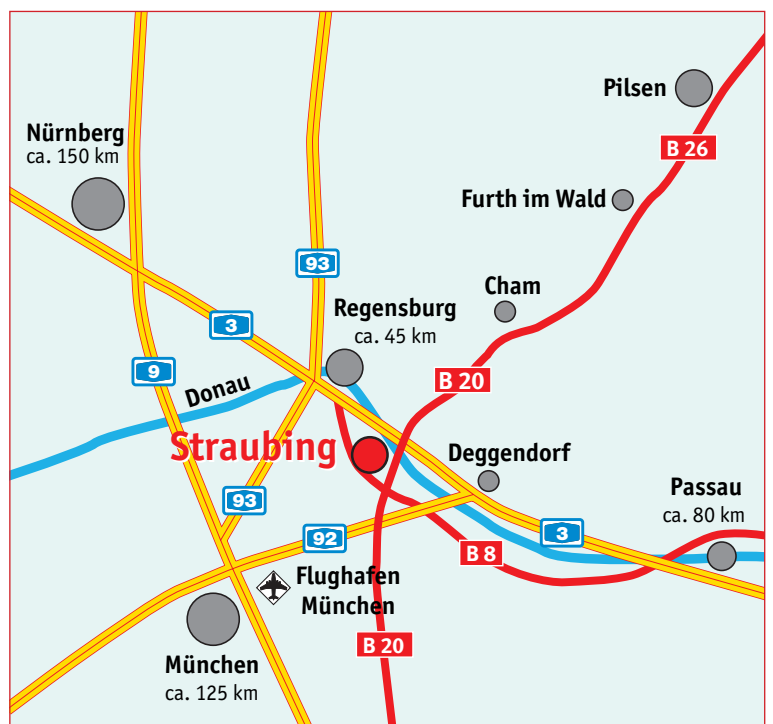 Pilsen
Nürnberg
ca. 150 km
B 26
Furth im Wald
93
Cham
Regensburg
ca. 45 km
3
9
B 20
Donau
Straubing
Deggendorf
93
Passau
ca. 80 km
92
3
B 8
Flughafen
München
B 20
München
ca. 125 km